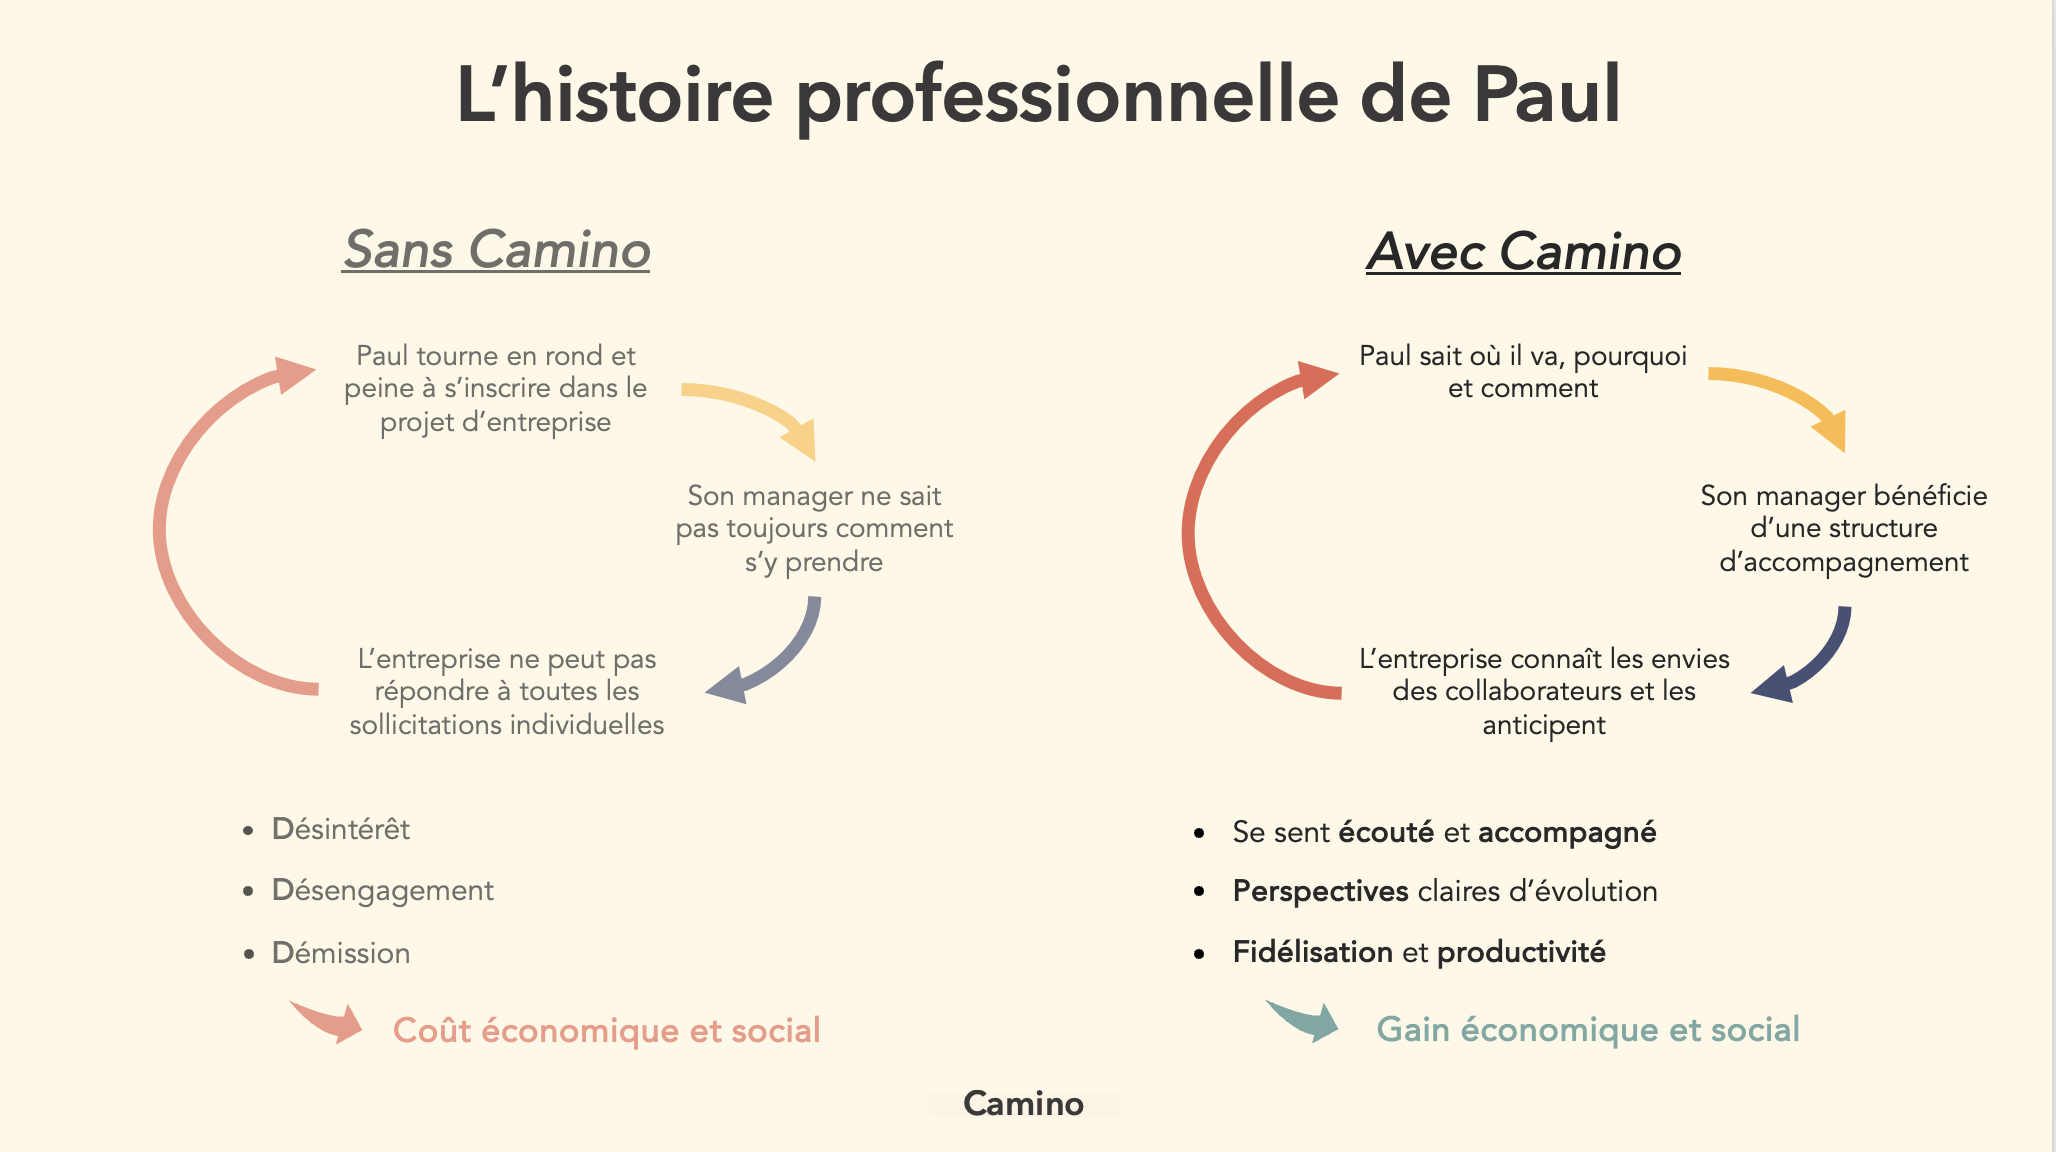 L’histoire professionnelle de Paul
Sans Camino
Paul tourne en rond et
peine à s’inscrire dans le
projet d’entreprise
Son manager ne sait
pas toujours comment
s’y prendre
L’entreprise ne peut pas
répondre à toutes les
sollicitations individuelles
• Désintérêt
• Désengagement
• Démission
Coût économique et social
Avec Camino
Paul sait où il va, pourquoi
et comment
Son manager bénéficie
d’une structure
d’accompagnement
L’entreprise connaît les envies
des collaborateurs et les
anticipent
• Se sent écouté et accompagné
• Perspectives claires d’évolution
• Fidélisation et productivité
Gain économique et social
Camino